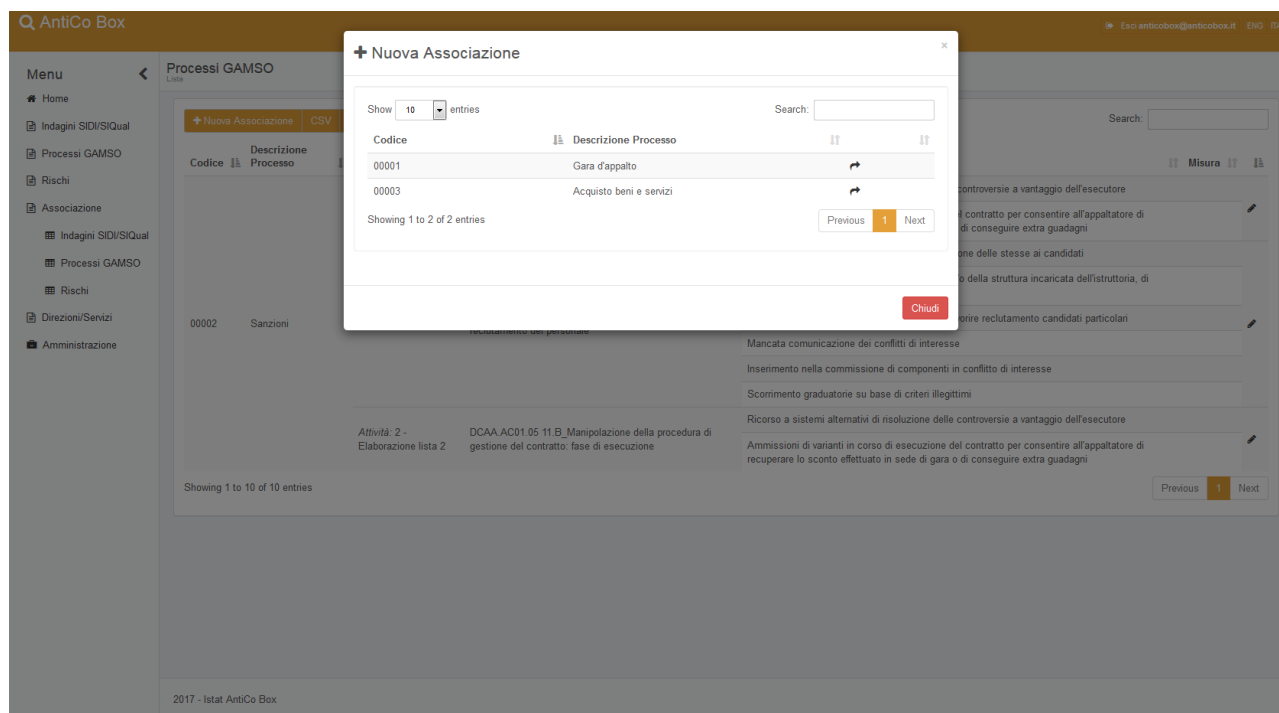 AntiCo Box
Esci anticobox@anticobox.it ENG
Menu
Home
Indagini SIDI/SIQual
Processi GAMSO
Rischi
Associazione
Indagini SIDI/SIQual
Processi GAMSO
Rischi
Direzioni/Servizi
Amministrazione
Processi GAMSO
Lista
Nuova Associazione
Show 10 entries
Search:
Codice Descrizione Processo
00001 Gara d'appalto
00003 Acquisto beni e servizi
Showing 1 to 2 of 2 entries
Previous 1 Next
Chiudi
Nuova Associazione CSV
Search:
Codice Descrizione Processo Misura
00002 Sanzioni
controversie a vantaggio dell'esecutore
contratto per consentire all'appaltatore di
di conseguire extra guadagni
delle stesse ai candidati
della struttura incaricata dell'istruttoria, di
reclutamento candidati particolari
reclutamento del personale
Mancata comunicazione dei conflitti di interesse
Inserimento nella commissione di componenti in conflitto di interesse
Scorrimento graduatorie su base di criteri illegittimi
Attività: 2 -
Elaborazione lista 2
DCAA.AC01.05 11.B_Manipolazione della procedura di
gestione del contratto: fase di esecuzione
Ricorso a sistemi alternativi di risoluzione delle controversie a vantaggio dell'esecutore
Ammissioni di varianti in corso di esecuzione del contratto per consentire all'appaltatore di
recuperare lo sconto effettuato in sede di gara o di conseguire extra guadagni
Showing 1 to 10 of 10 entries
Previous 1 Next
2017 - Istat AntiCo Box